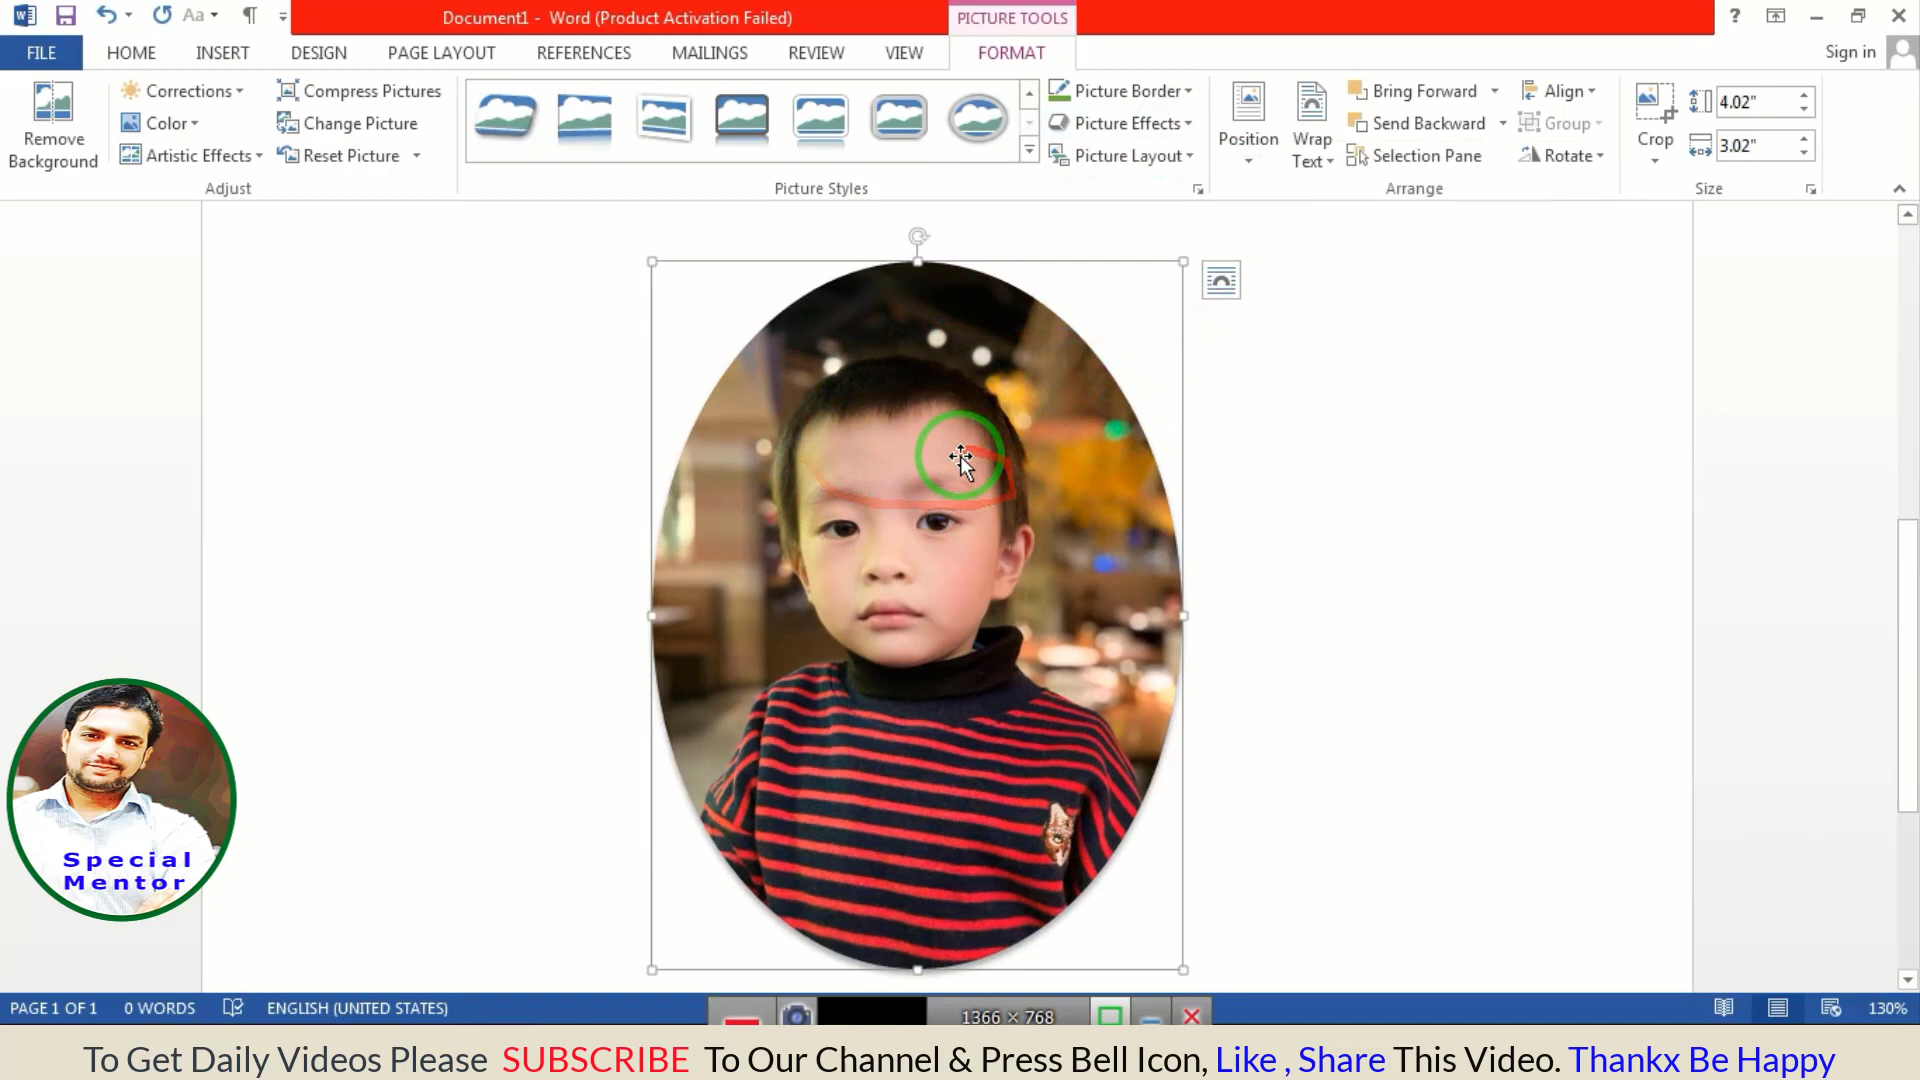 Aa
Document1 - Word (Product Activation Failed)
PICTURE TOOLS
?
FILE
HOME
INSERT
DESIGN
PAGE LAYOUT
REFERENCES
MAILINGS
REVIEW
VIEW
FORMAT
Sign in
Remove Background
Corrections
Color
Artistic Effects
Compress Pictures
Change Picture
Reset Picture
Adjust
Picture Styles
Picture Border
Picture Effects
Picture Layout
Position
Wrap Text
Bring Forward
Send Backward
Selection Pane
Align
Group
Rotate
Arrange
Crop
4.02"
3.02"
Size
Special
Mentor
PAGE 1 OF 1
0 WORDS
ENGLISH (UNITED STATES)
1366 × 768
130%
To Get Daily Videos Please SUBSCRIBE To Our Channel & Press Bell Icon, Like , Share This Video. Thankx Be Happy